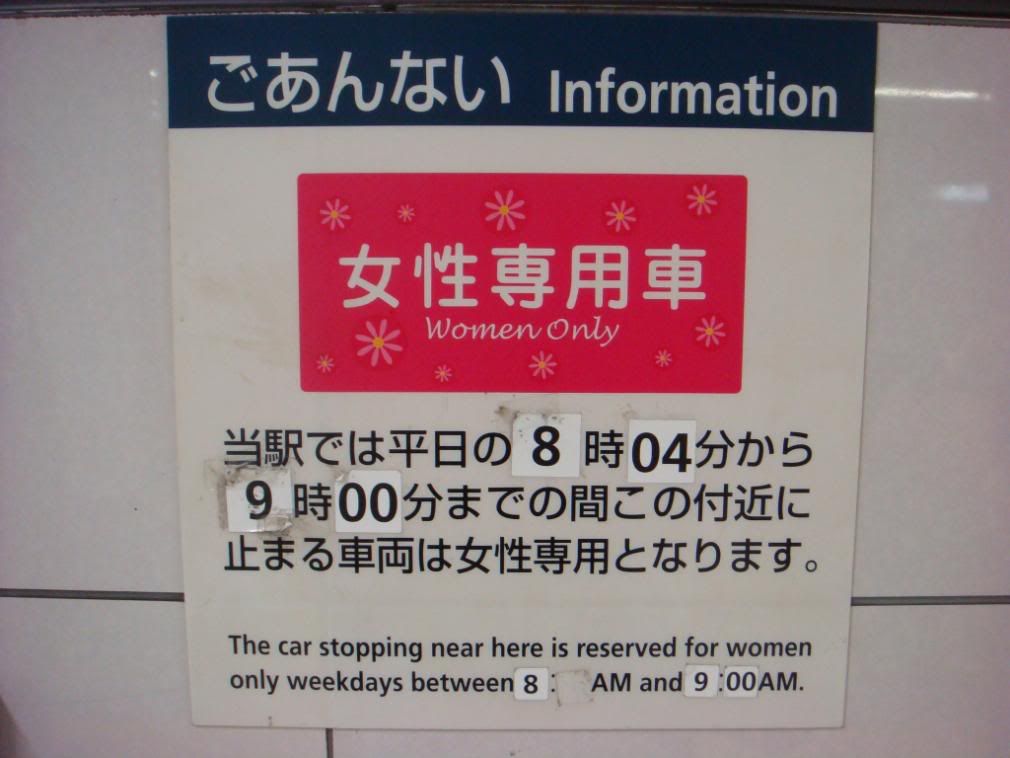 ごあんない Information
女性専用車
Women Only
当駅では平日の8時04分から
9時00分までの間この付近に
止まる車両は女性専用となります。
The car stopping near here is reserved for women
only weekdays between 8: AM and 9:00AM.